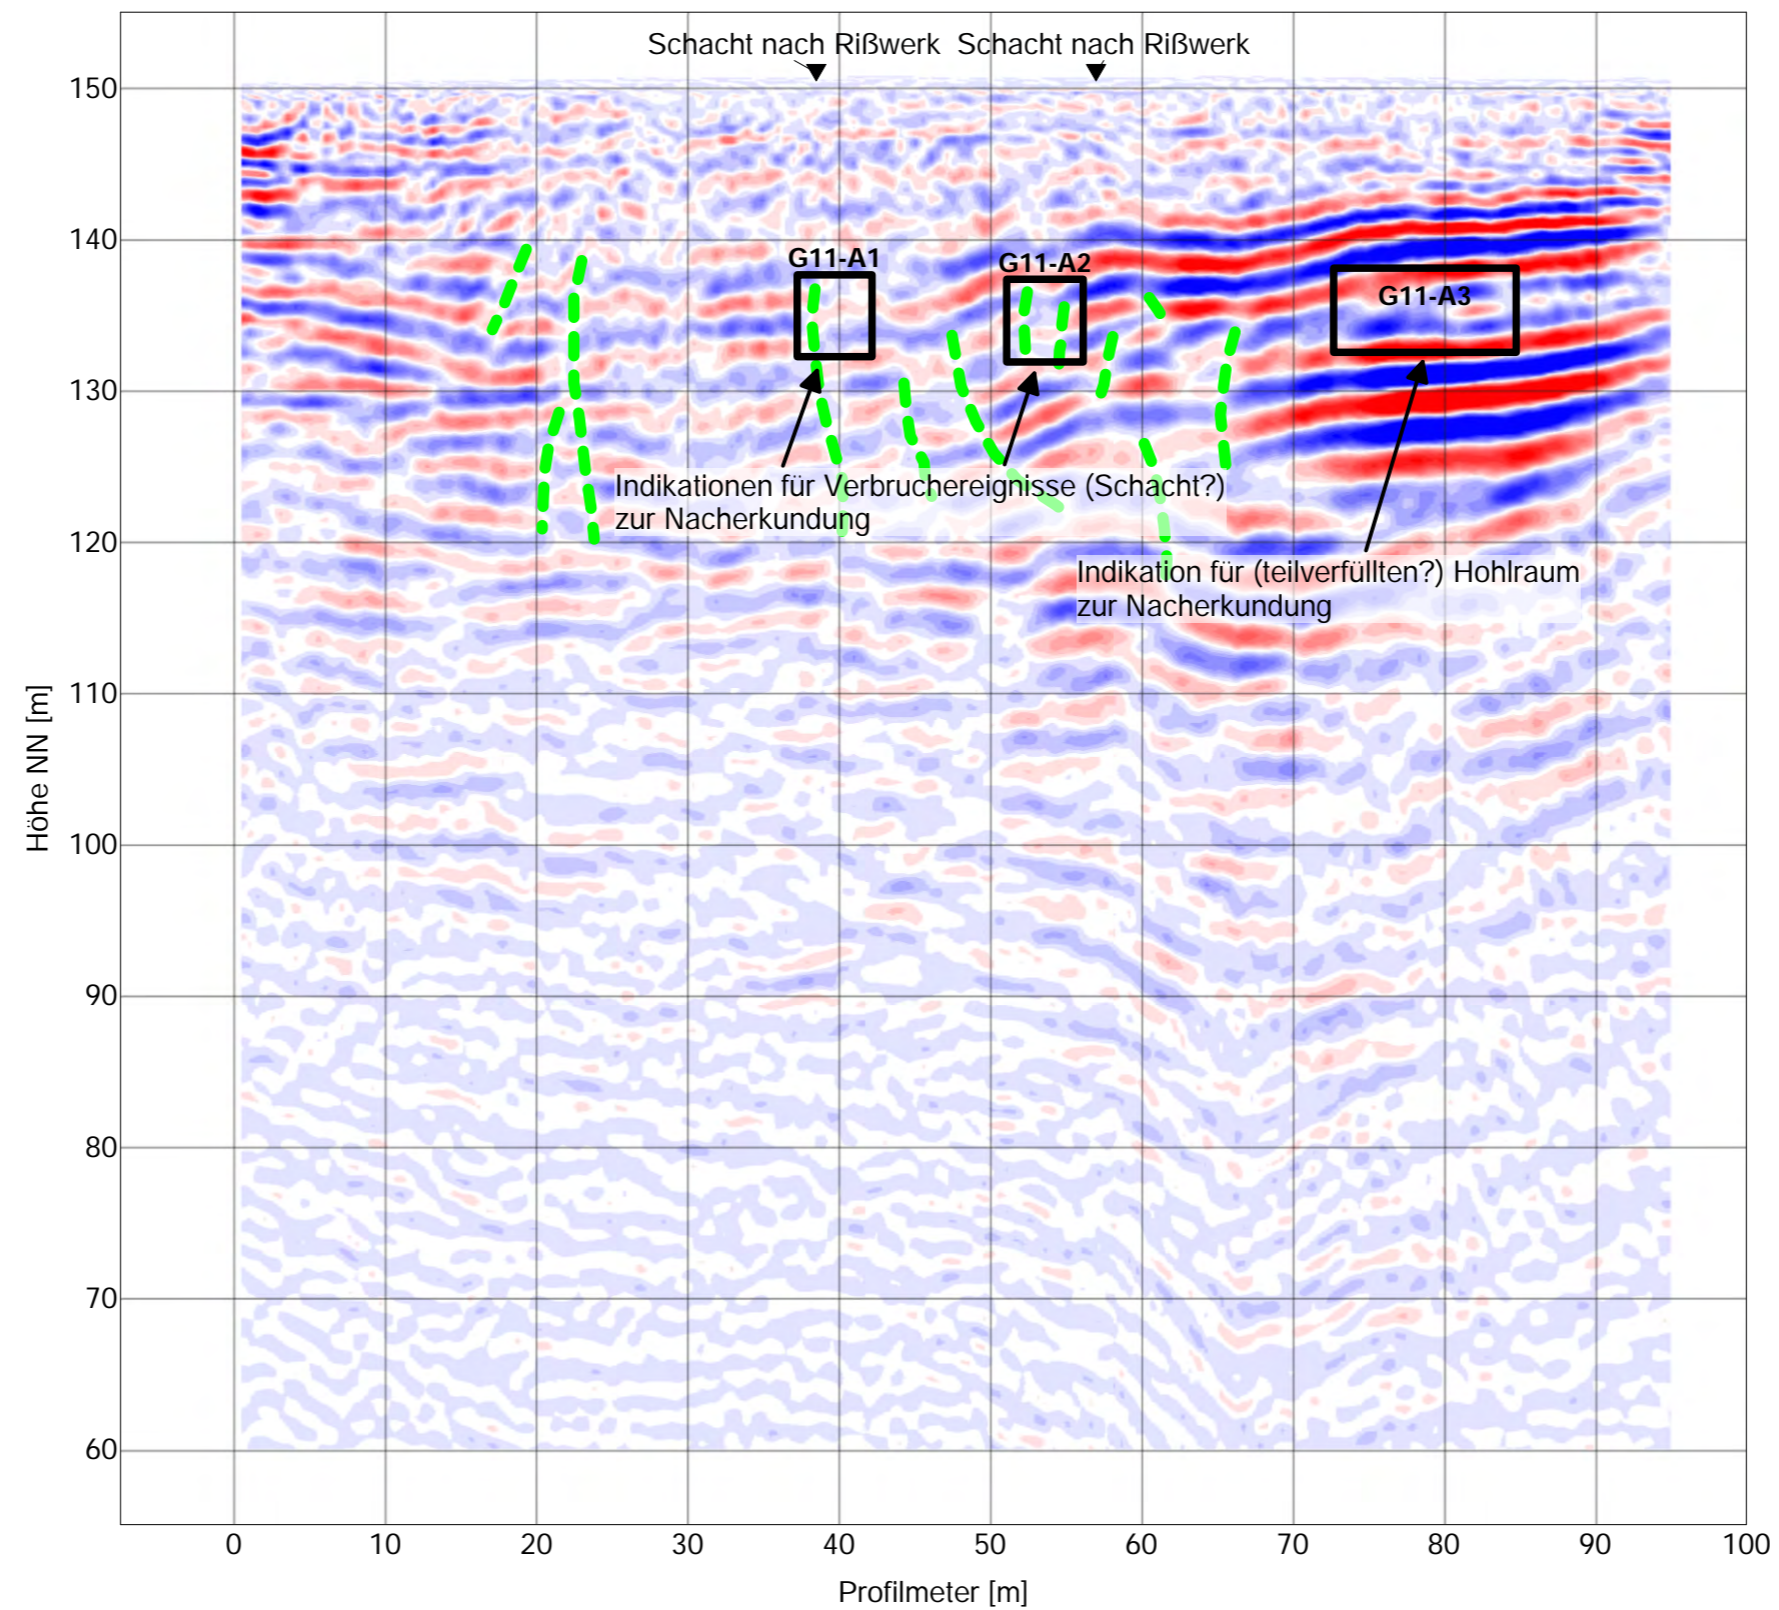 Schacht nach Rißwerk Schacht nach Rißwerk
150
140
130
120
110
100
90
80
70
60
Höhe NN [m]
G11-A1
G11-A2
G11-A3
Indikationen für Verbruchereignisse (Schacht?)
zur Nacherkundung
Indikation für (teilverfüllten?) Hohlraum
zur Nacherkundung
0 10 20 30 40 50 60 70 80 90 100
Profilmeter [m]